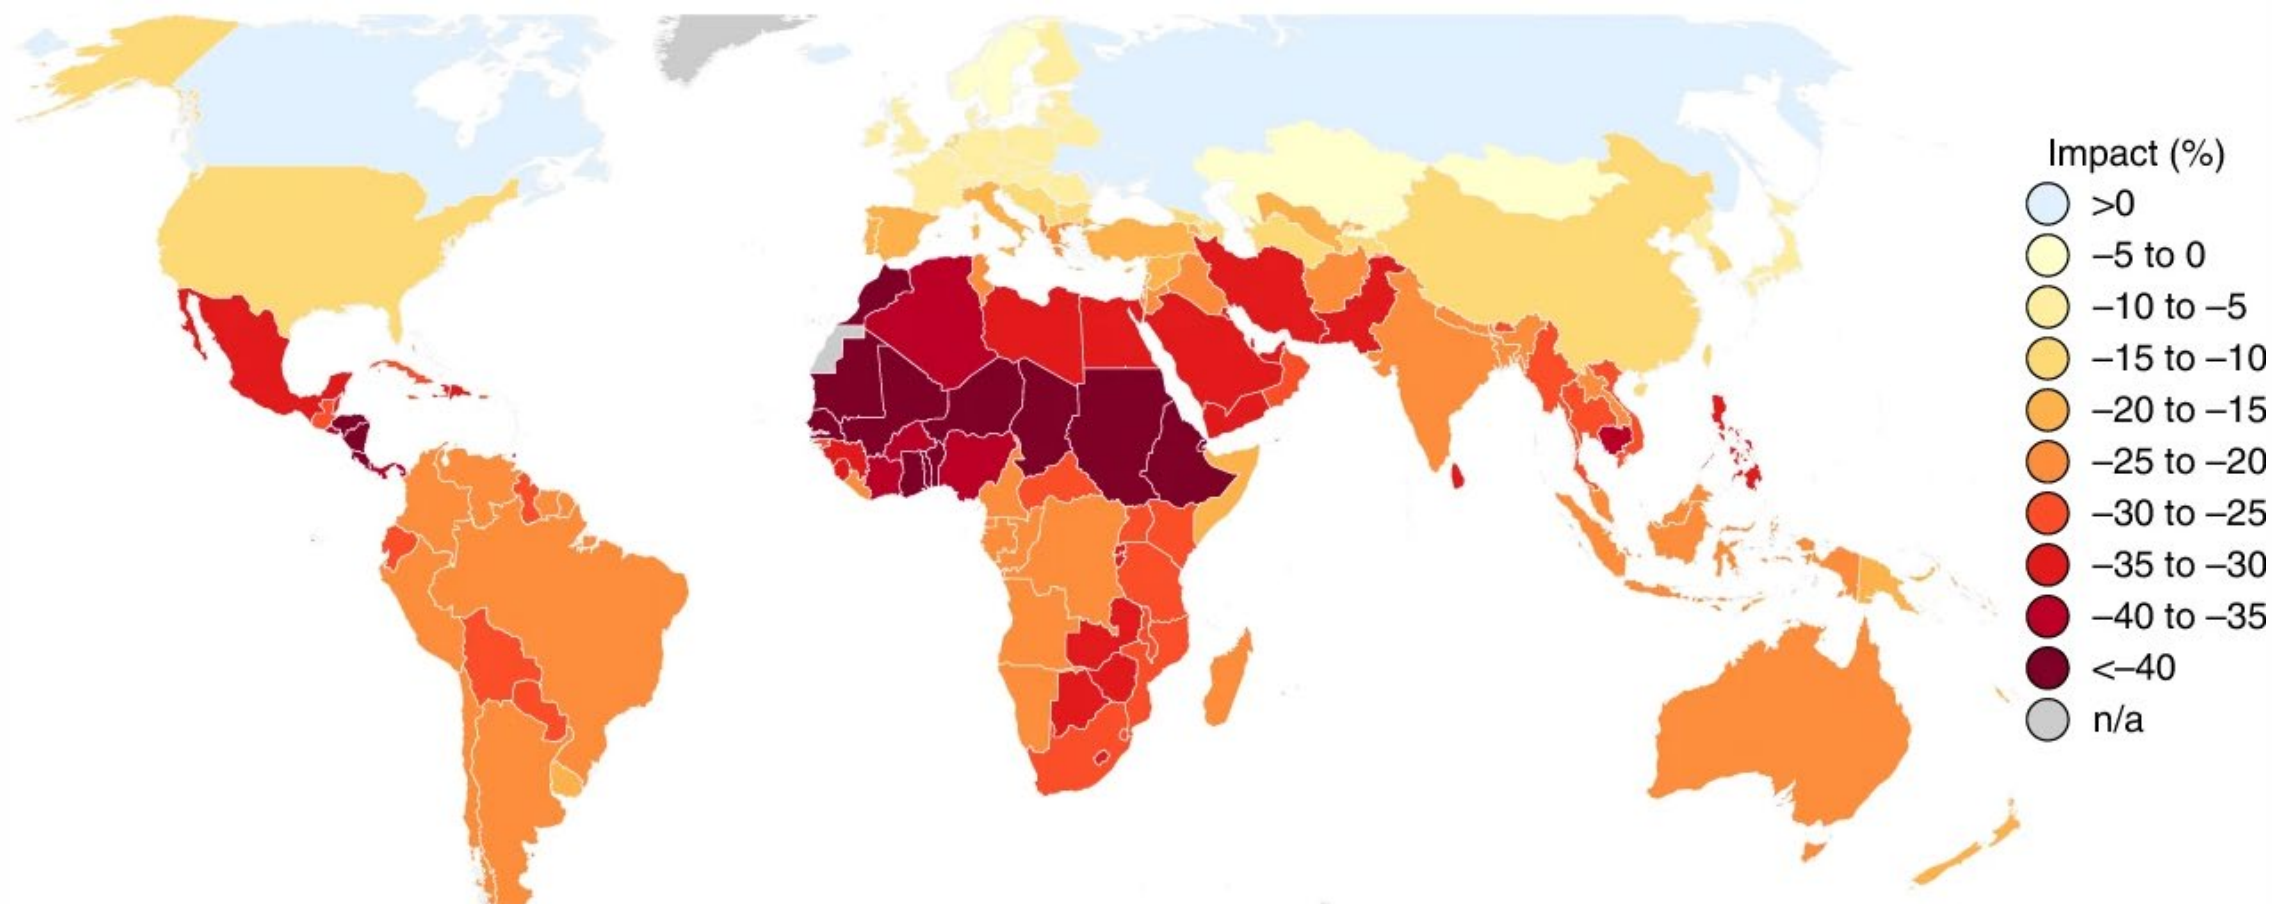 Impact (%)
>0
–5 to 0
–10 to –5
–15 to –10
–20 to –15
–25 to –20
–30 to –25
–35 to –30
–40 to –35
<–40
n/a